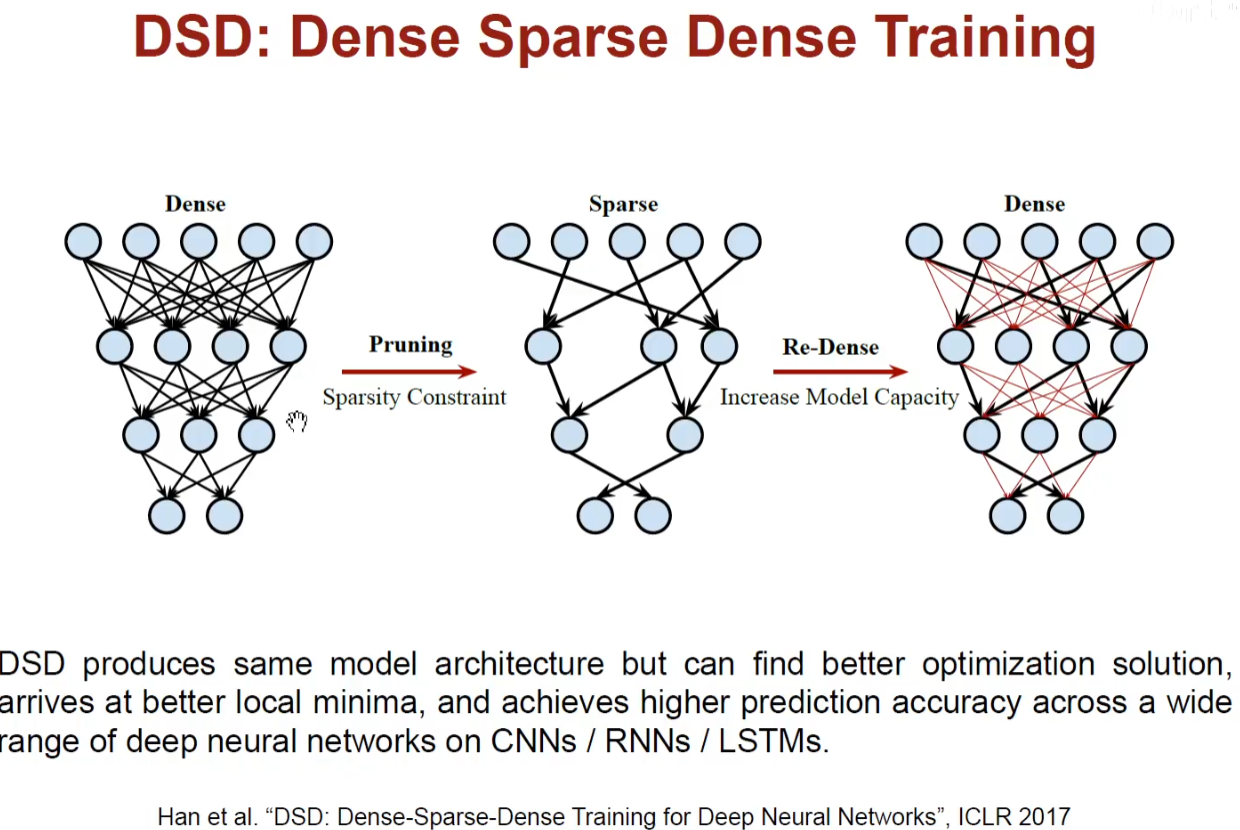 DSD: Dense Sparse Dense Training
Dense
Sparse
Dense
Pruning
Sparsity Constraint
Re-Dense
Increase Model Capacity
DSD produces same model architecture but can find better optimization solution,
arrives at better local minima, and achieves higher prediction accuracy across a wide
range of deep neural networks on CNNs / RNNs / LSTMs.
Han et al. “DSD: Dense-Sparse-Dense Training for Deep Neural Networks”, ICLR 2017